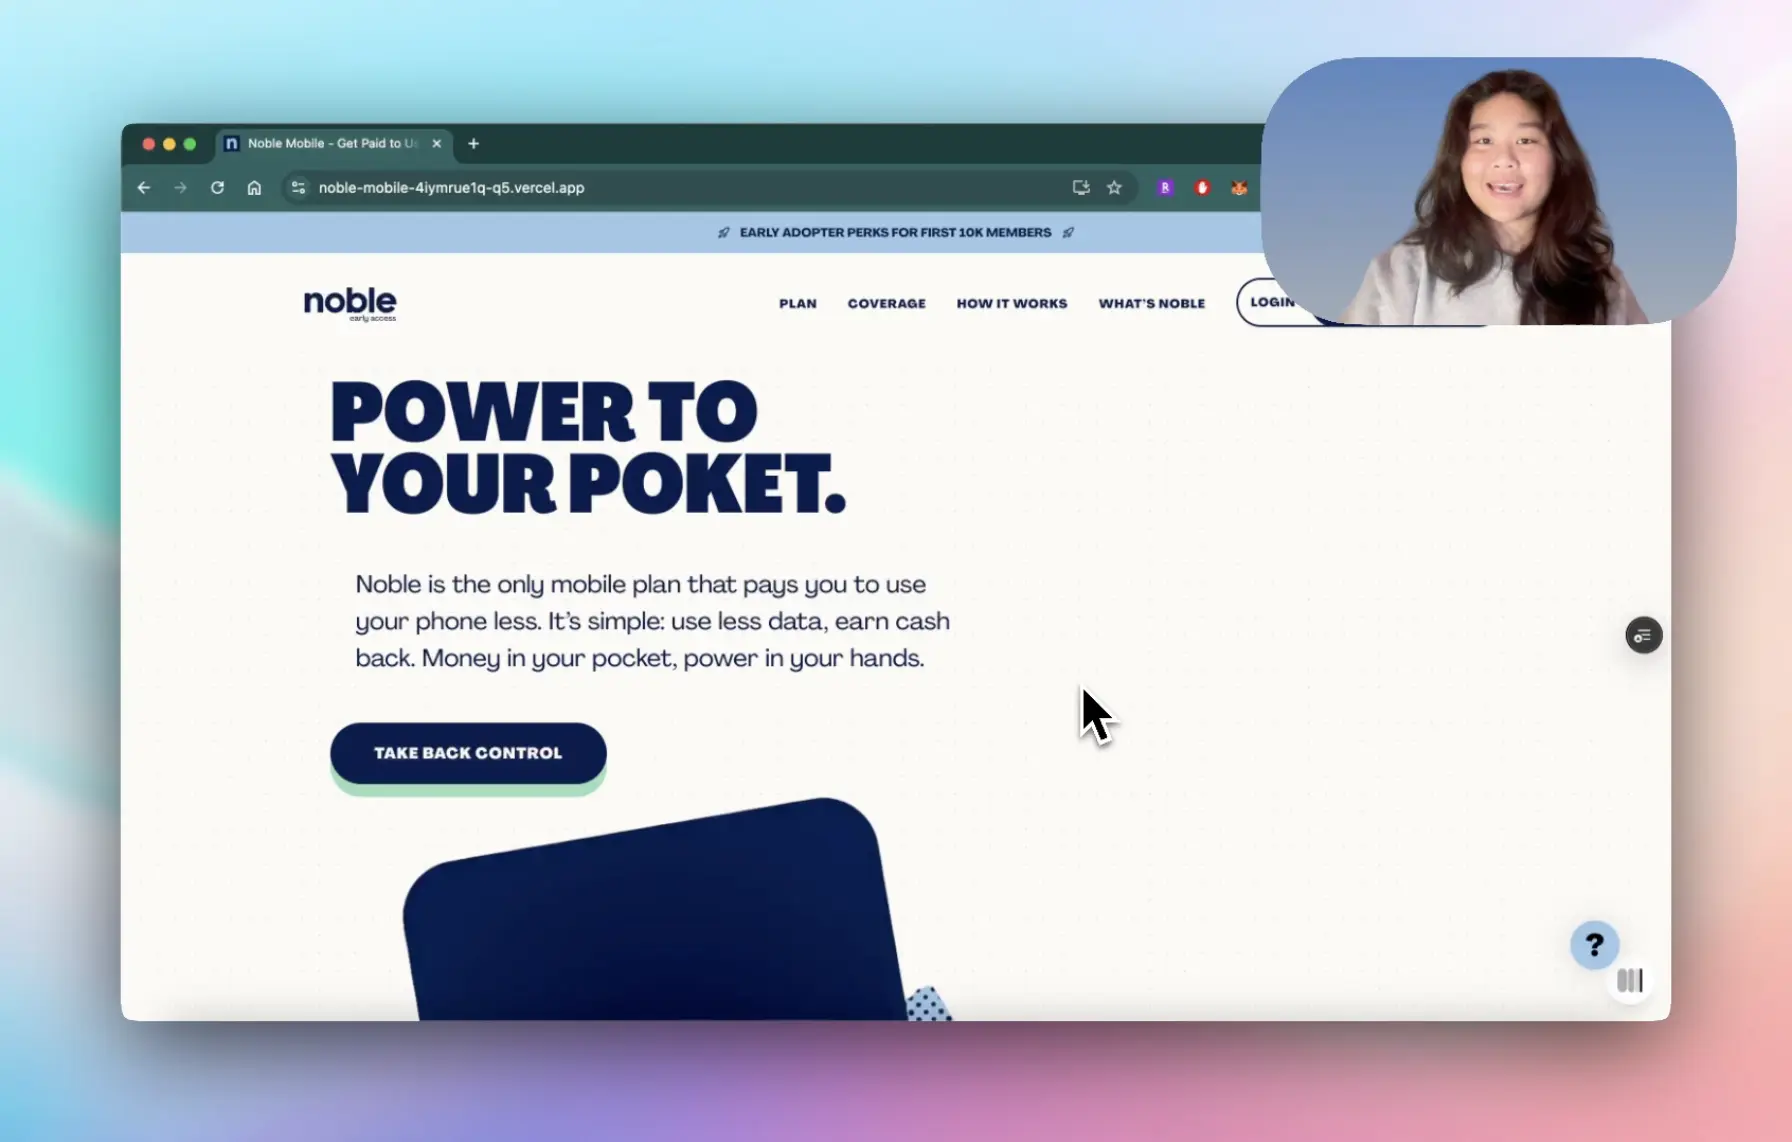 Noble Mobile - Get Paid to Us
noble-mobile-4iymrue1q-q5.vercel.app
R
EARLY ADOPTER PERKS FOR FIRST 10K MEMBERS
noble
early access
PLAN
COVERAGE
HOW IT WORKS
WHAT'S NOBLE
LOGIN
POWER TO
YOUR POKET.
Noble is the only mobile plan that pays you to use
your phone less. It's simple: use less data, earn cash
back. Money in your pocket, power in your hands.
TAKE BACK CONTROL
?